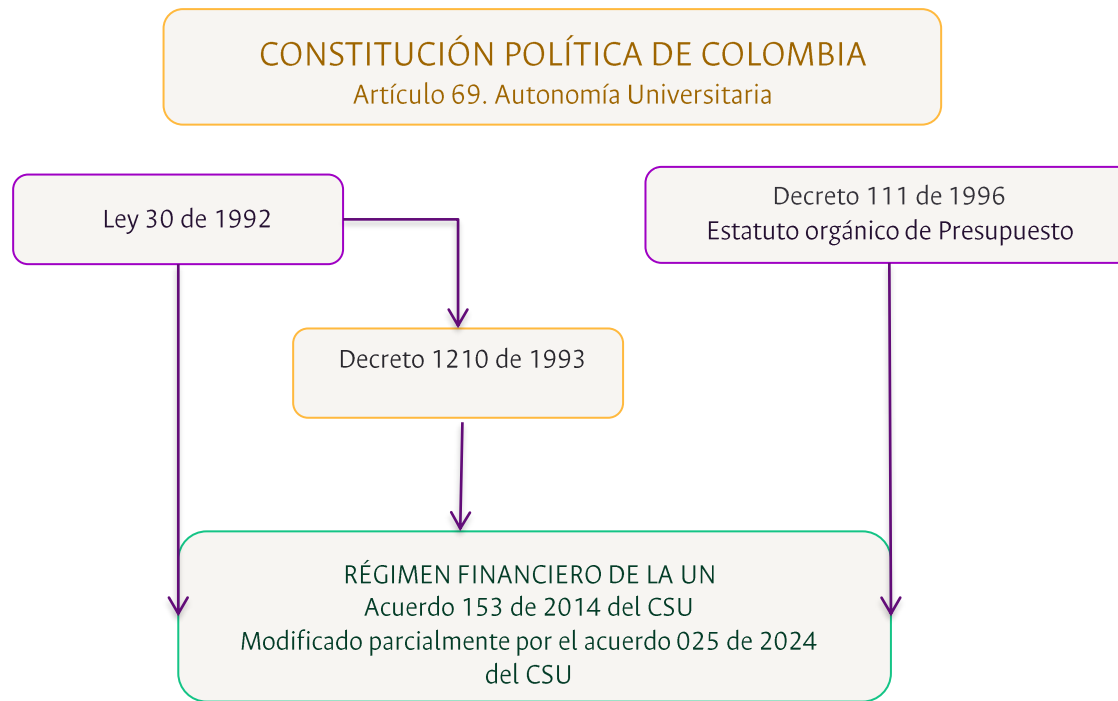 CONSTITUCIÓN POLÍTICA DE COLOMBIA
Artículo 69. Autonomía Universitaria
Ley 30 de 1992
Decreto 111 de 1996
Estatuto orgánico de Presupuesto
Decreto 1210 de 1993
RÉGIMEN FINANCIERO DE LA UN
Acuerdo 153 de 2014 del CSU
Modificado parcialmente por el acuerdo 025 de 2024
del CSU